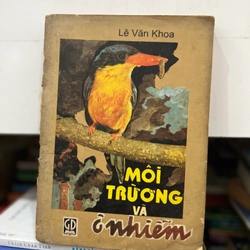 Lê Văn Khoa
MÔI
TRƯỜNG
VÀ
ô nhiễm